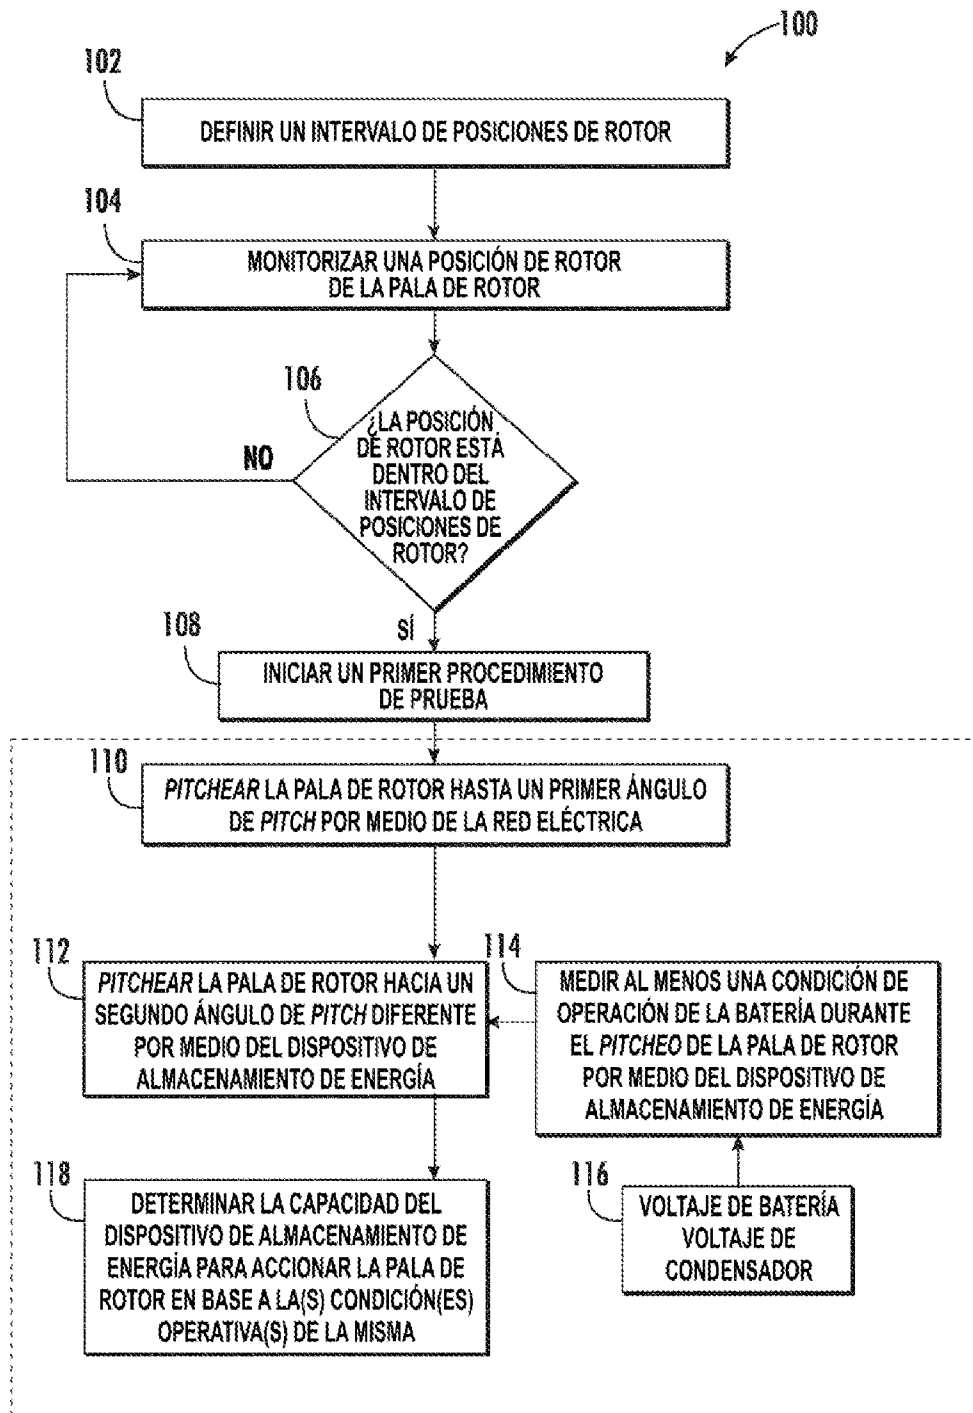 100
102
DEFINIR UN INTERVALO DE POSICIONES DE ROTOR
104
MONITORIZAR UNA POSICIÓN DE ROTOR
DE LA PALA DE ROTOR
106
¿LA POSICIÓN
DE ROTOR ESTÁ
DENTRO DEL
INTERVALO DE
POSICIONES DE
ROTOR?
NO
SÍ
108
INICIAR UN PRIMER PROCEDIMIENTO
DE PRUEBA
110
PITCHEAR LA PALA DE ROTOR HASTA UN PRIMER ÁNGULO
DE PITCH POR MEDIO DE LA RED ELÉCTRICA
112
PITCHEAR LA PALA DE ROTOR HACIA UN
SEGUNDO ÁNGULO DE PITCH DIFERENTE
POR MEDIO DEL DISPOSITIVO DE
ALMACENAMIENTO DE ENERGÍA
114
MEDIR AL MENOS UNA CONDICIÓN DE
OPERACIÓN DE LA BATERÍA DURANTE
EL PITCHEO DE LA PALA DE ROTOR
POR MEDIO DEL DISPOSITIVO DE
ALMACENAMIENTO DE ENERGÍA
116
VOLTAJE DE BATERÍA
VOLTAJE DE
CONDENSADOR
118
DETERMINAR LA CAPACIDAD DEL
DISPOSITIVO DE ALMACENAMIENTO DE
ENERGÍA PARA ACCIONAR LA PALA DE
ROTOR EN BASE A LA(S) CONDICIÓN(ES)
OPERATIVA(S) DE LA MISMA